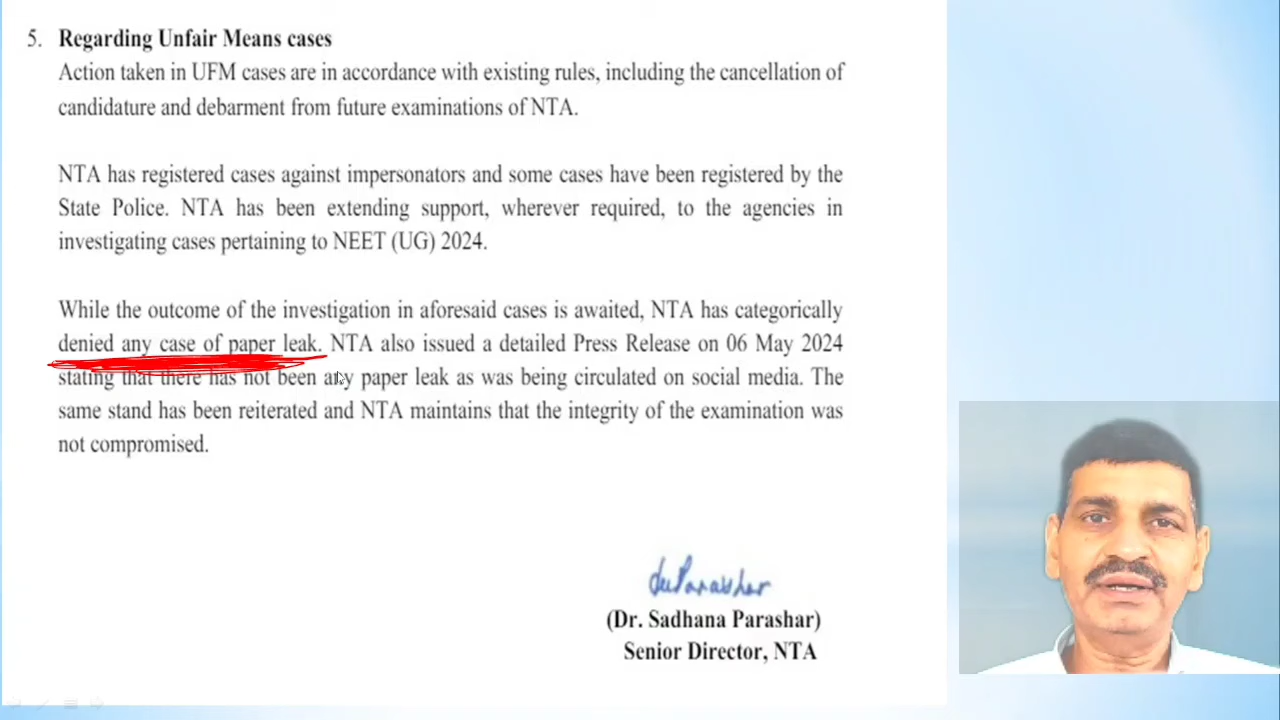 5. Regarding Unfair Means cases
Action taken in UFM cases are in accordance with existing rules, including the cancellation of
candidature and debarment from future examinations of NTA.
NTA has registered cases against impersonators and some cases have been registered by the
State Police. NTA has been extending support, wherever required, to the agencies in
investigating cases pertaining to NEET (UG) 2024.
While the outcome of the investigation in aforesaid cases is awaited, NTA has categorically
denied any case of paper leak. NTA also issued a detailed Press Release on 06 May 2024
stating that there has not been any paper leak as was being circulated on social media. The
same stand has been reiterated and NTA maintains that the integrity of the examination was
not compromised.
(Dr. Sadhana Parashar)
Senior Director, NTA